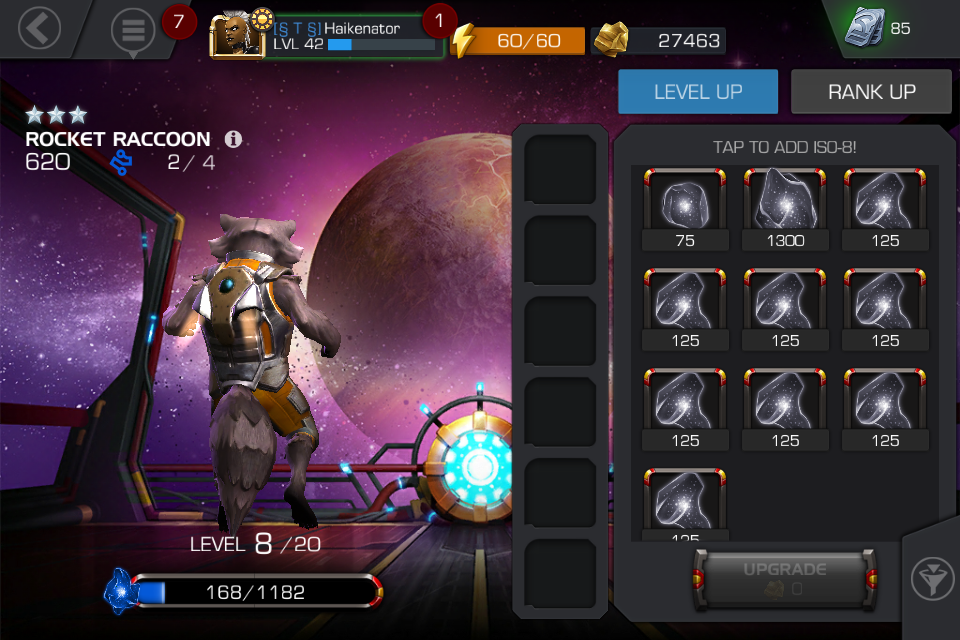 7
[§ T §] Haikenator
LVL 42
1
60/60
27463
85
LEVEL UP
RANK UP
ROCKET RACCOON
620
2 / 4
TAP TO ADD ISO-8!
75
1300
125
125
125
125
125
125
125
125
LEVEL 8 /20
168/1182
UPGRADE
0